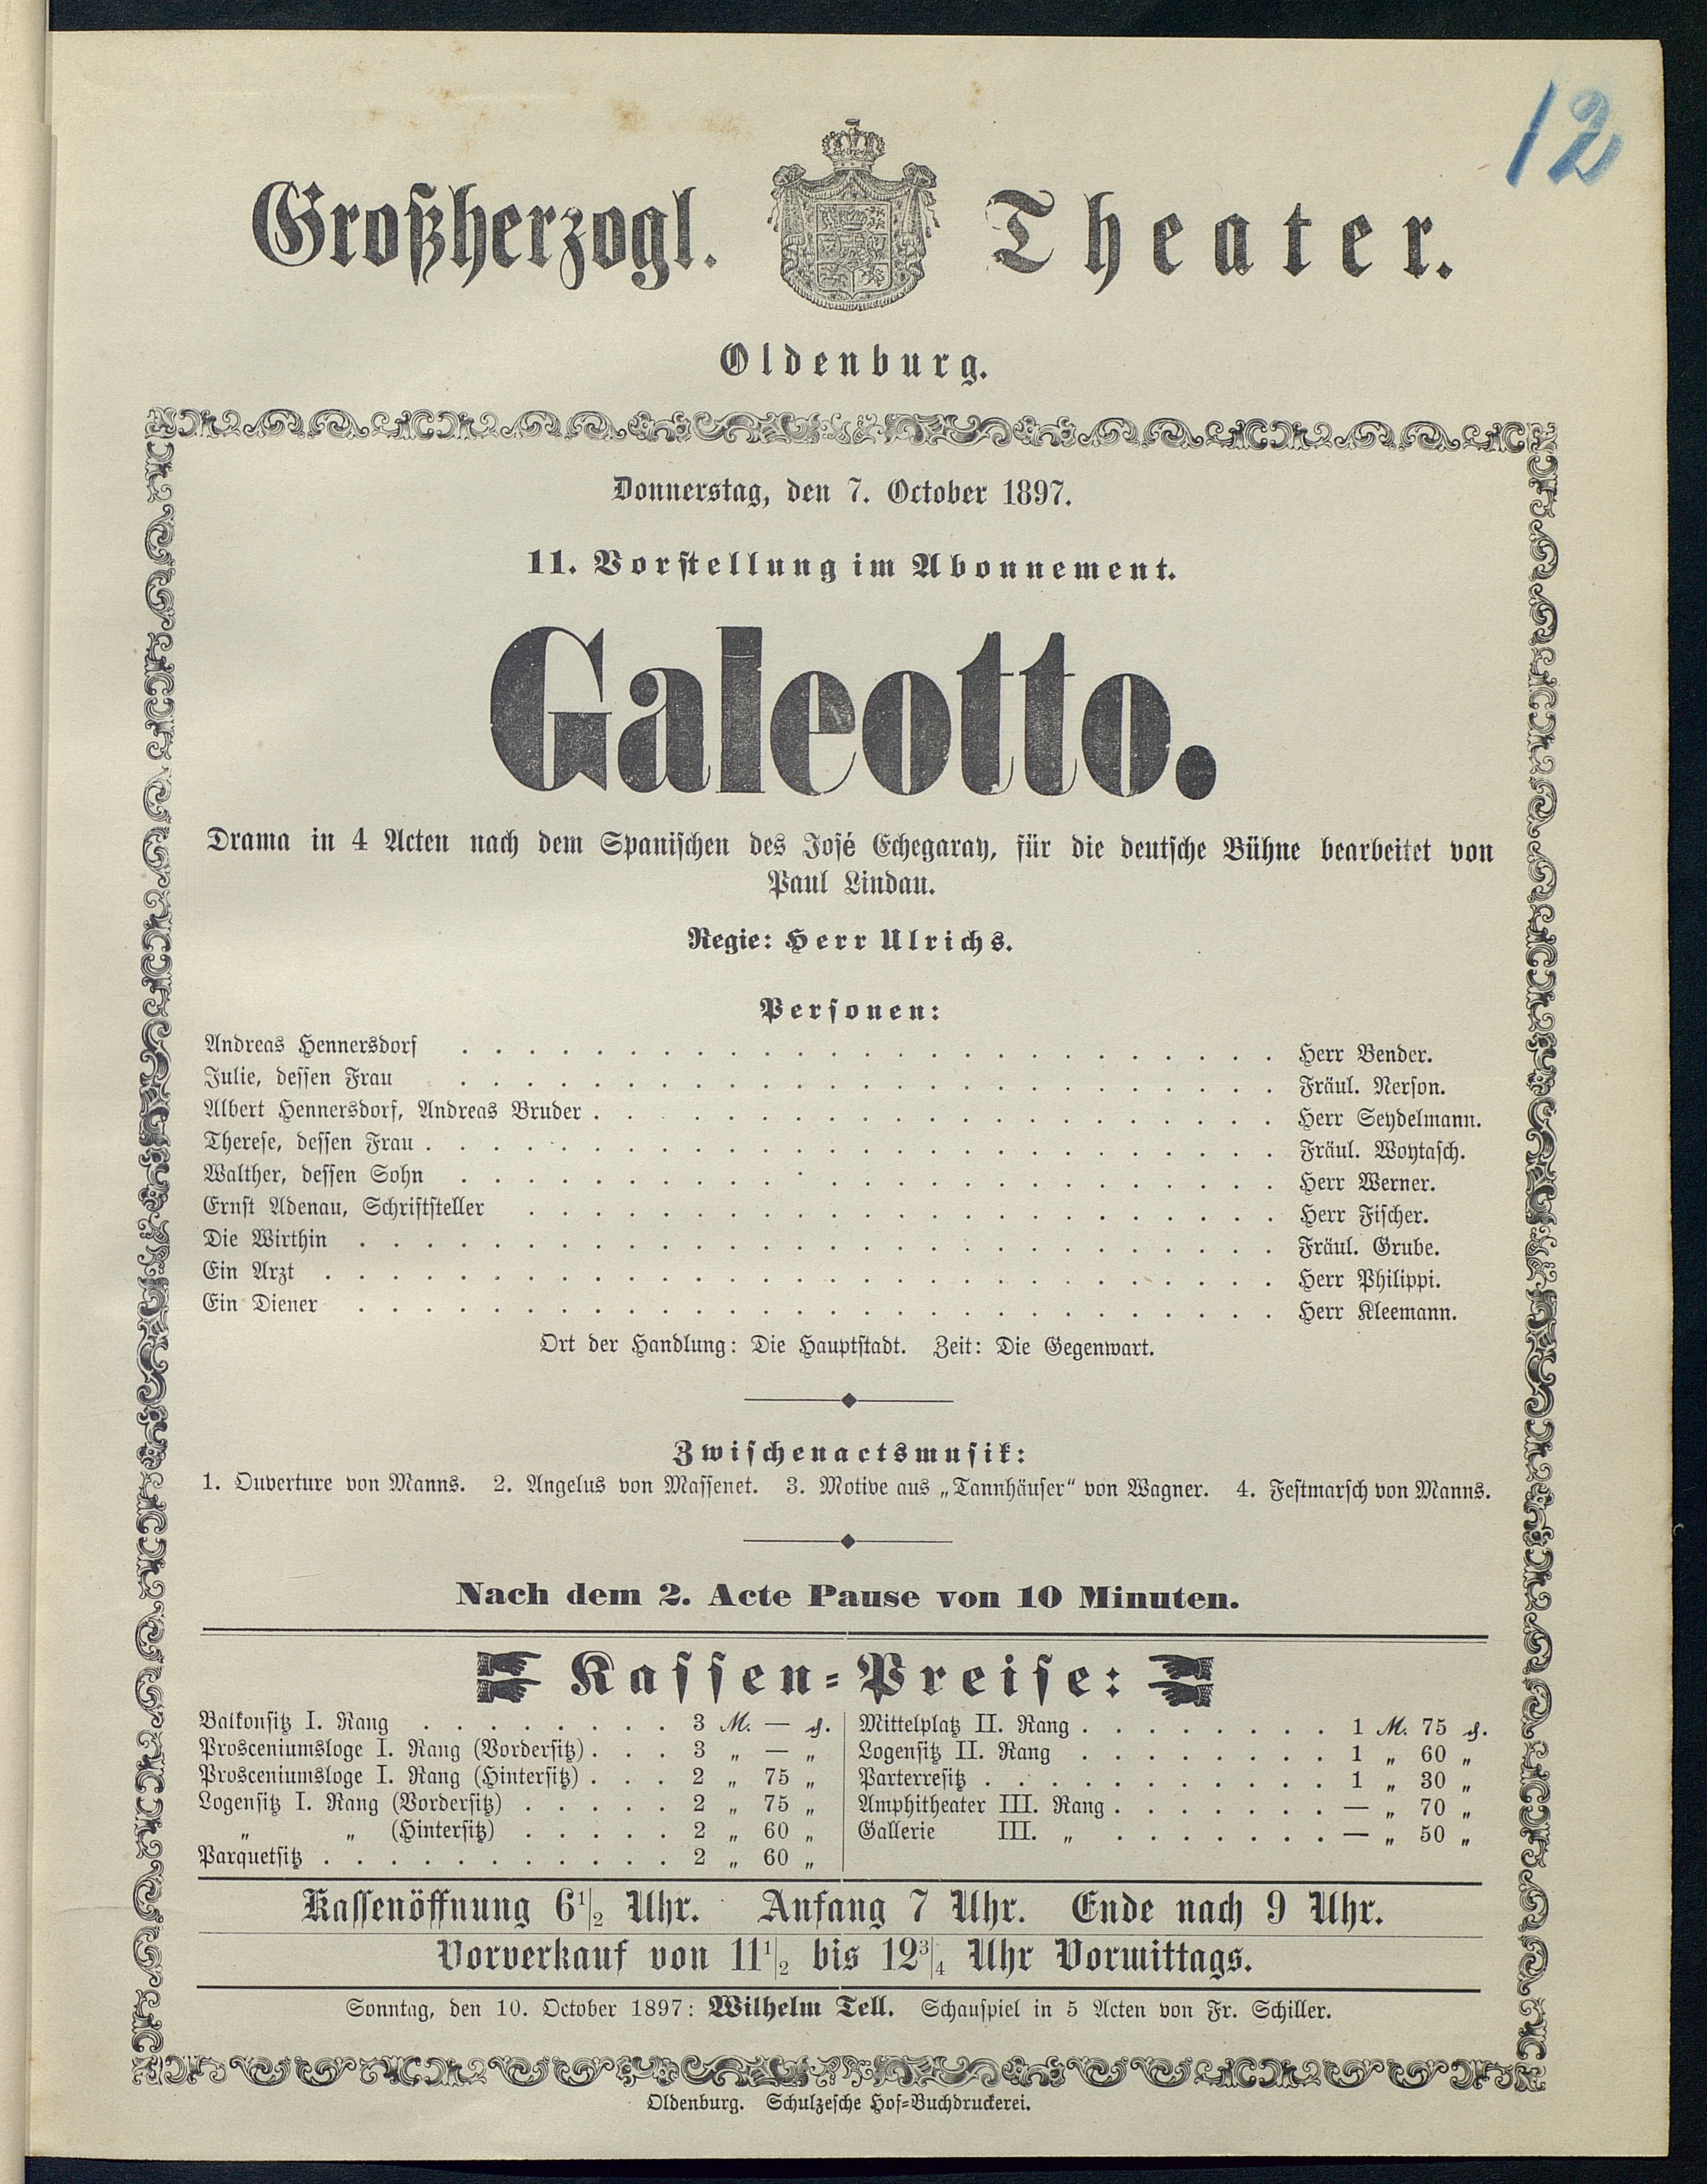 12
Großherzogl. Theater.
Oldenburg.
Donnerstag, den 7. October 1897.
11. Vorstellung im Abonnement.
Galeotto.
Drama in 4 Acten nach dem Spanischen des José Echegaray, für die deutsche Bühne bearbeitet von
Paul Lindau.
Regie: Herr Ulrichs.
Personen:
Andreas Hennersdorf . . . . . . . . . . . . . . . . . . . . . . . . . Herr Bender.
Julie, dessen Frau . . . . . . . . . . . . . . . . . . . . . . . . . Fräul. Nerson.
Albert Hennersdorf, Andreas Bruder . . . . . . . . . . . . . . . . . . . . . Herr Seydelmann.
Therese, dessen Frau . . . . . . . . . . . . . . . . . . . . . . . . . . Fräul. Woytasch.
Walther, dessen Sohn . . . . . . . . . . . . . . . . . . . . . . . . . Herr Werner.
Ernst Adenau, Schriftsteller . . . . . . . . . . . . . . . . . . . . . . . Herr Fischer.
Die Wirthin . . . . . . . . . . . . . . . . . . . . . . . . . . . . Fräul. Grube.
Ein Arzt . . . . . . . . . . . . . . . . . . . . . . . . . . . . . Herr Philippi.
Ein Diener . . . . . . . . . . . . . . . . . . . . . . . . . . . . Herr Kleemann.
Ort der Handlung: Die Hauptstadt. Zeit: Die Gegenwart.
Zwischenactsmusik:
1. Ouverture von Manns. 2. Angelus von Massenet. 3. Motive aus „Tannhäuser“ von Wagner. 4. Festmarsch von Manns.
Nach dem 2. Acte Pause von 10 Minuten.
Kassen-Preise:
Balkonsitz I. Rang . . . . . . . . 3 M. — ₰.
Prosceniumsloge I. Rang (Vordersitz) . . . 3 „ — „
Prosceniumsloge I. Rang (Hintersitz) . . . 2 „ 75 „
Logensitz I. Rang (Vordersitz) . . . . . 2 „ 75 „
„ „ (Hintersitz) . . . . . 2 „ 60 „
Parquetsitz . . . . . . . . . . . 2 „ 60 „
Mittelplatz II. Rang . . . . . . . . 1 M. 75 ₰.
Logensitz II. Rang . . . . . . . . 1 „ 60 „
Parterresitz . . . . . . . . . . . 1 „ 30 „
Amphitheater III. Rang . . . . . . . — „ 70 „
Gallerie III. „ . . . . . . . — „ 50 „
Kassenöffnung 6 1/2 Uhr. Anfang 7 Uhr. Ende nach 9 Uhr.
Vorverkauf von 11 1/2 bis 12 3/4 Uhr Vormittags.
Sonntag, den 10. October 1897: Wilhelm Tell. Schauspiel in 5 Acten von Fr. Schiller.
Oldenburg. Schulzesche Hof-Buchdruckerei.